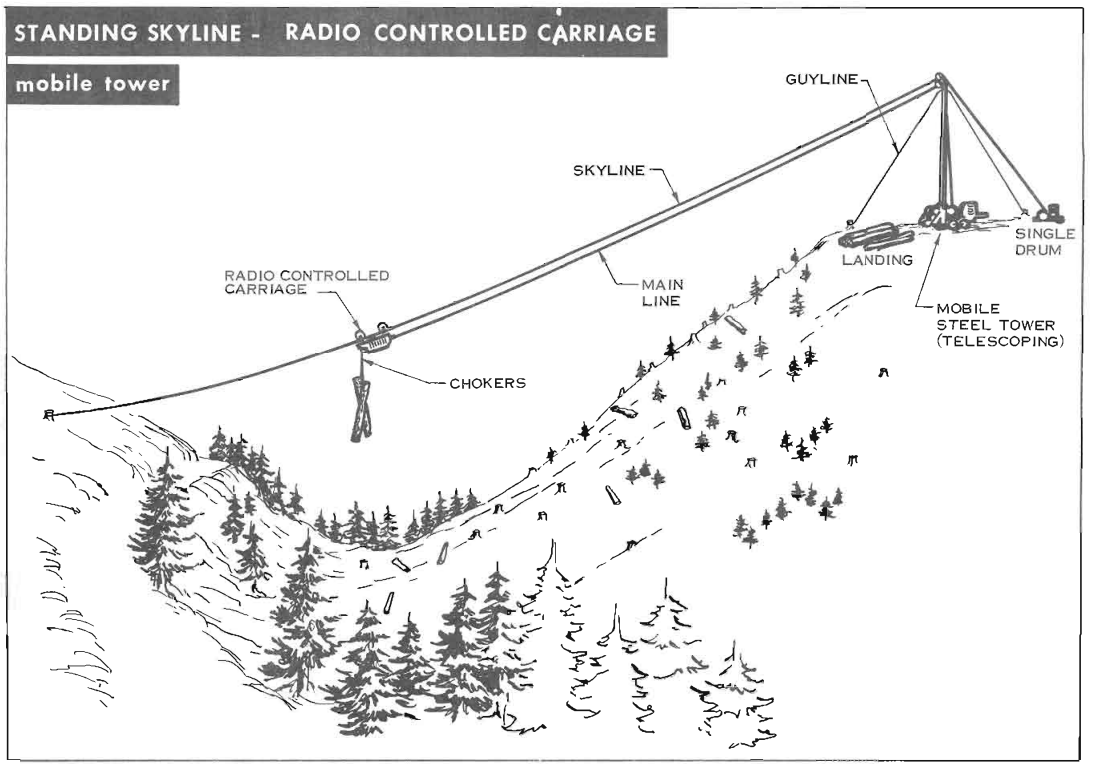 STANDING SKYLINE - RADIO CONTROLLED CARRIAGE
mobile tower
GUYLINE
SKYLINE
SINGLE
DRUM
LANDING
RADIO CONTROLLED
CARRIAGE
MAIN
LINE
MOBILE
STEEL TOWER
(TELESCOPING)
CHOKERS